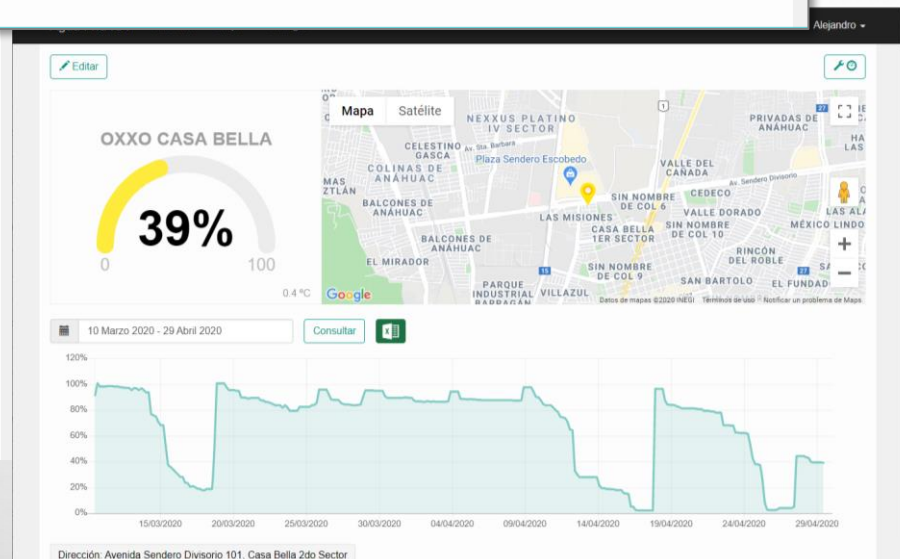 Alejandro
Editar
OXXO CASA BELLA
39%
0
100
0.4 ºC
Mapa
Satélite
NEXXUS PLATINO
IV SECTOR
1
PRIVADAS DE
ANÁHUAC
CELESTINO
GASCA
Av. Sta. Barbara
Plaza Sendero Escobedo
COLINAS DE
ANÁHUAC
VALLE DEL
CAÑADA
Av. Sendero Divisorio
BALCONES DE
ANÁHUAC
SIN NOMBRE
DE COL 6
CEDECO
LAS MISIONES
VALLE DORADO
CASA BELLA
1ER SECTOR
SIN NOMBRE
DE COL 10
MÉXICO LINDO
BALCONES DE
ANÁHUAC
RINCÓN
DEL ROBLE
EL MIRADOR
SIN NOMBRE
DE COL 9
SAN BARTOLO
EL FUNDAD
PARQUE
INDUSTRIAL
BARRAGÁN
VILLAZUL
Google
Datos de mapas ©2020 INEGI
Términos de uso
Notificar un problema de Maps
10 Marzo 2020 - 29 Abril 2020
Consultar
120%
100%
80%
60%
40%
20%
0%
15/03/2020
20/03/2020
25/03/2020
30/03/2020
04/04/2020
09/04/2020
14/04/2020
19/04/2020
24/04/2020
29/04/2020
Dirección: Avenida Sendero Divisorio 101, Casa Bella 2do Sector